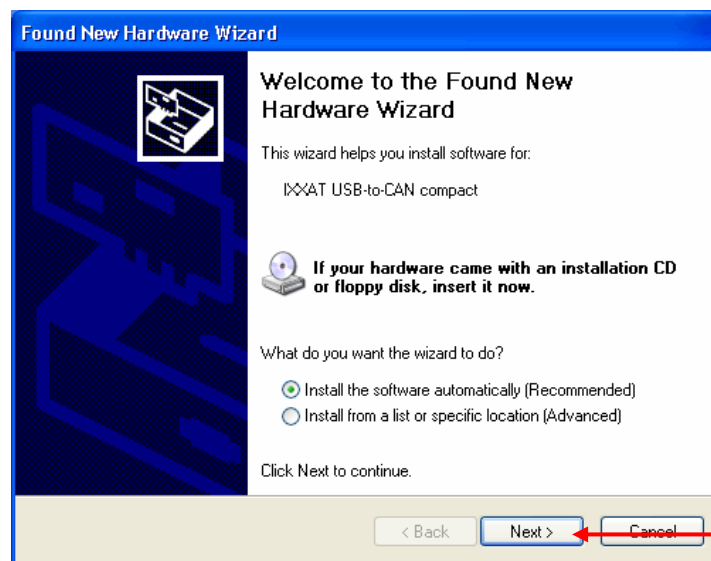 Found New Hardware Wizard
Welcome to the Found New
Hardware Wizard
This wizard helps you install software for:
IXXAT USB-to-CAN compact
If your hardware came with an installation CD
or floppy disk, insert it now.
What do you want the wizard to do?
Install the software automatically (Recommended)
Install from a list or specific location (Advanced)
Click Next to continue.
< Back Next > Cancel